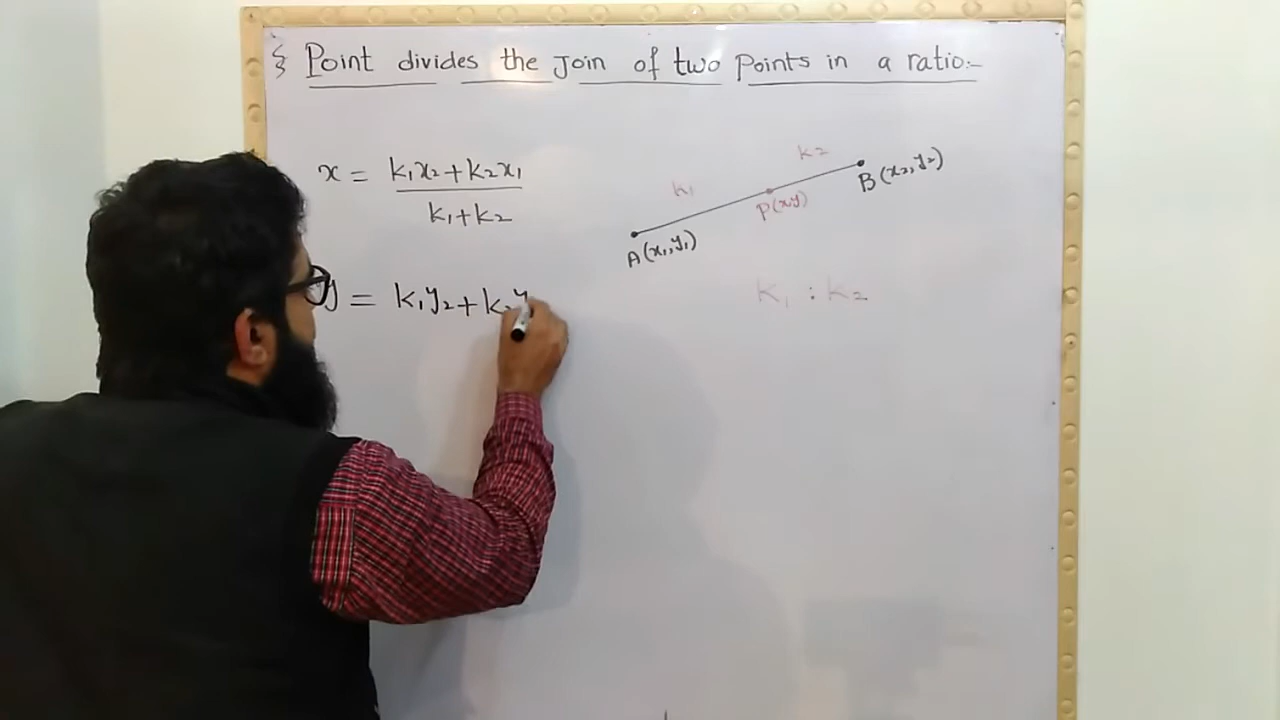 § Point divides the Join of two Points in a ratio:-
x = k₁x₂+k₂x₁
k₁+k₂
y = k₁y₂+k₂y
k₁
k₂
A(x₁,y₁)
P(x,y)
B(x₂,y₂)
k₁ : k₂